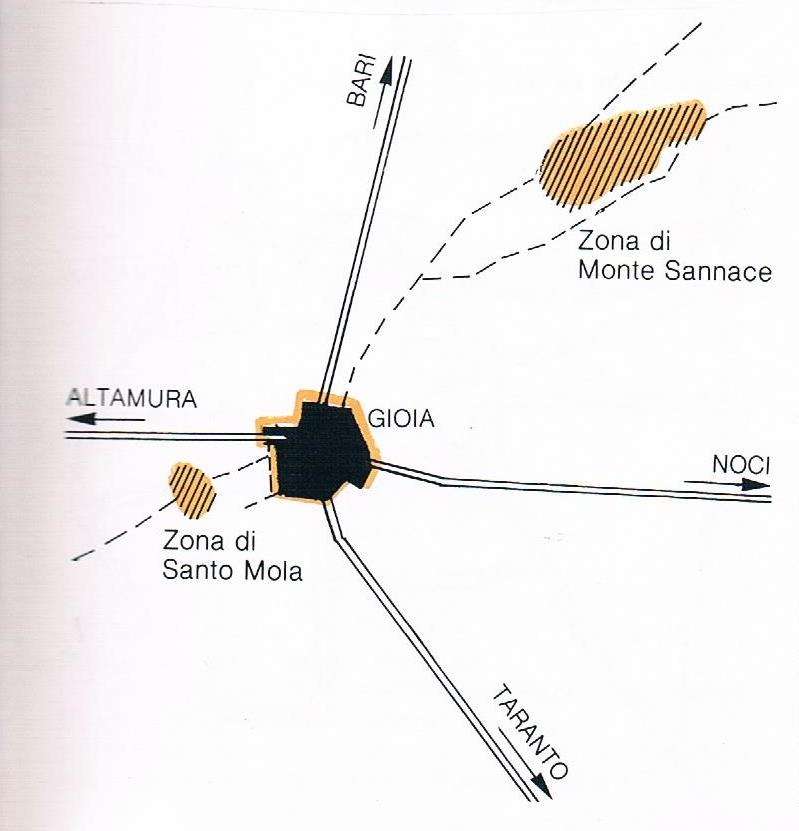 BARI
Zona di
Monte Sannace
ALTAMURA
GIOIA
NOCI
Zona di
Santo Mola
TARANTO